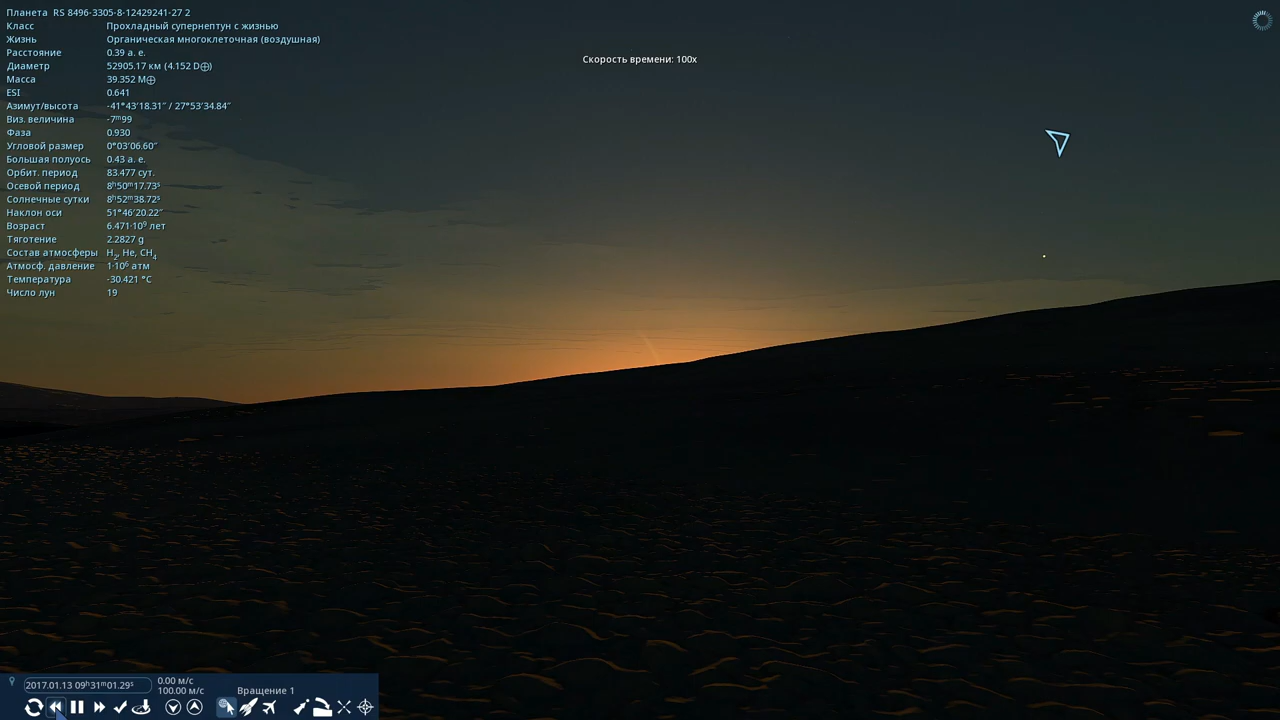 Планета RS 8496-3305-8-12429241-27 2
Класс Прохладный супернептун с жизнью
Жизнь Органическая многоклеточная (воздушная)
Расстояние 0.39 а. е.
Диаметр 52905.17 км (4.152 D⊕)
Масса 39.352 M⊕
ESI 0.641
Азимут/высота -41°43′18.31″ / 27°53′34.84″
Виз. величина -7ᵐ99
Фаза 0.930
Угловой размер 0°03′06.60″
Большая полуось 0.43 а. е.
Орбит. период 83.477 сут.
Осевой период 8ʰ50ᵐ17.73ˢ
Солнечные сутки 8ʰ52ᵐ38.72ˢ
Наклон оси 51°46′20.22″
Возраст 6.471·10⁹ лет
Тяготение 2.2827 g
Состав атмосферы H₂, He, CH₄
Атмосф. давление 1·10⁶ атм
Температура -30.421 °C
Число лун 19
Скорость времени: 100x
2017.01.13 09ʰ31ᵐ01.29ˢ
0.00 м/с
100.00 м/с
Вращение 1